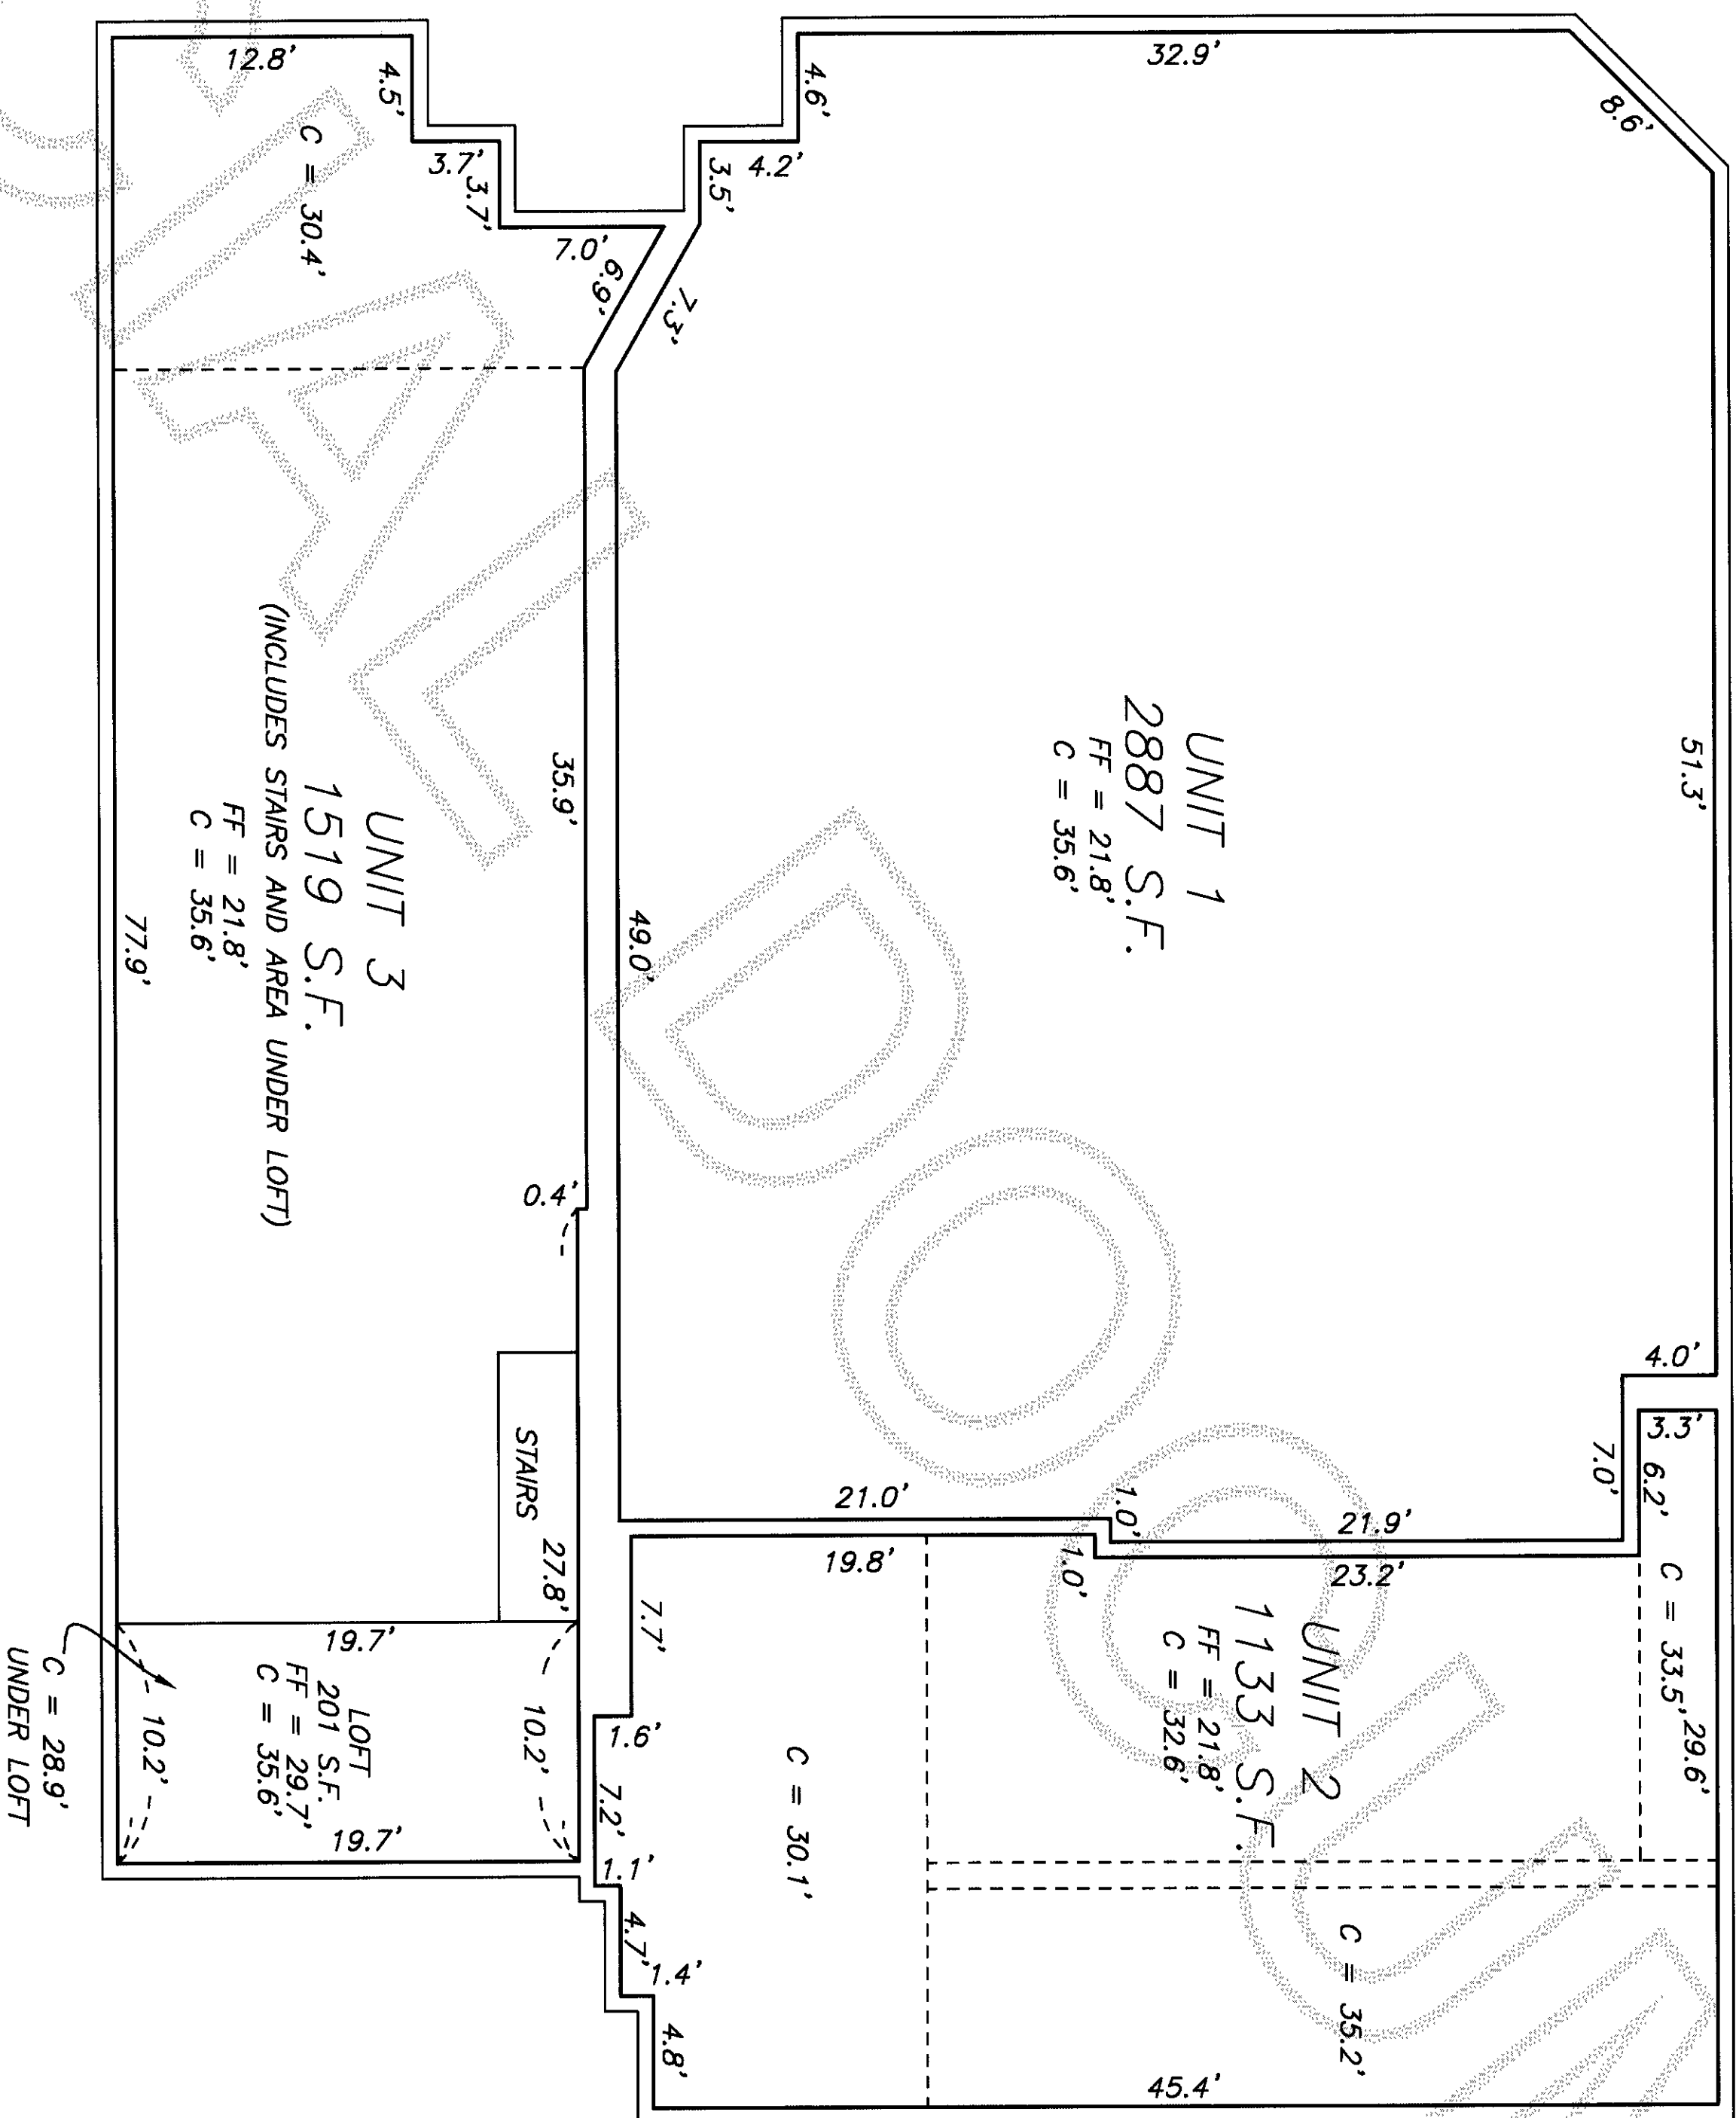 32.9'
8.6'
51.3'
4.6'
4.2'
3.5'
7.3'
UNIT 1
2887 S.F.
FF = 21.8'
C = 35.6'
49.0'
21.0'
1.0'
21.9'
7.0'
4.0'
3.3'
6.2'
C = 33.5'
29.6'
UNIT 2
1133 S.F.
FF = 21.8'
C = 32.6'
23.2'
1.0'
19.8'
7.7'
1.6'
7.2'
1.1'
4.7'
1.4'
4.8'
C = 30.1'
C = 35.2'
45.4'
12.8'
4.5'
3.7'
3.7'
7.0'
6.9'
C = 30.4'
35.9'
0.4'
UNIT 3
1519 S.F.
(INCLUDES STAIRS AND AREA UNDER LOFT)
FF = 21.8'
C = 35.6'
77.9'
STAIRS
27.8'
19.7'
10.2'
LOFT
201 S.F.
FF = 29.7'
C = 35.6'
10.2'
19.7'
C = 28.9'
UNDER LOFT